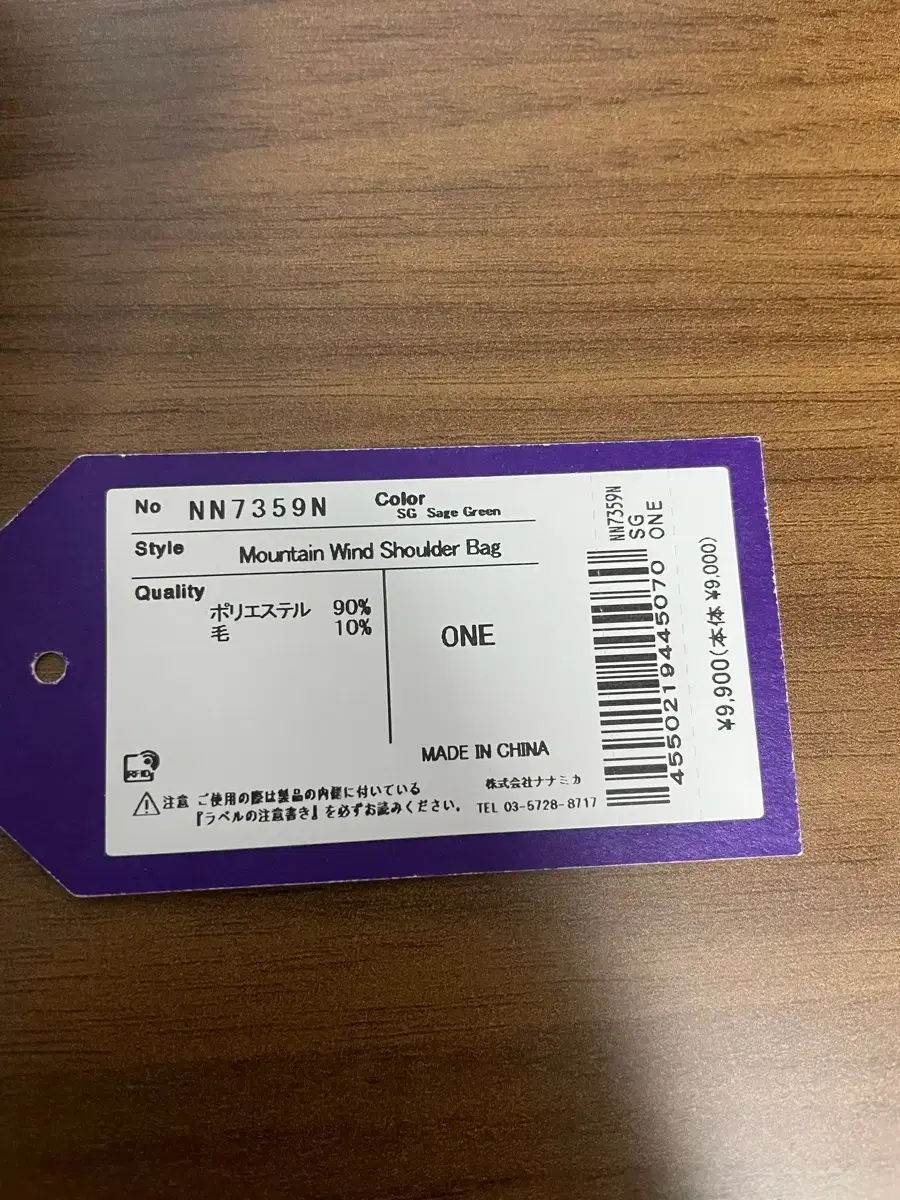 No NN7359N Color
SG Sage Green
Style Mountain Wind Shoulder Bag
Quality
ポリエステル 90%
毛 10%
ONE
MADE IN CHINA
RFID
注意 ご使用の際は製品の内側に付いている
『ラベルの注意書き』を必ずお読みください。
株式会社ナナミカ
TEL 03-5728-8717
NN7359N
SG
ONE
4550219445070
¥9,900(本体 ¥9,000)